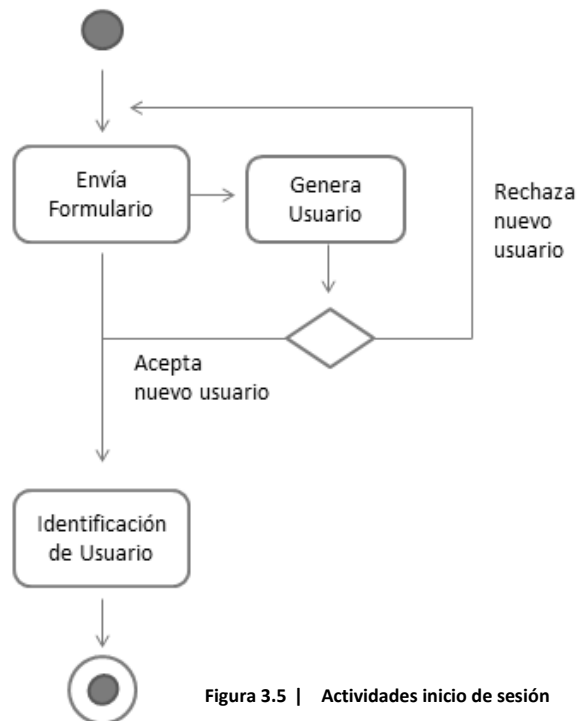 Envía
Formulario
Genera
Usuario
Rechaza
nuevo
usuario
Acepta
nuevo usuario
Identificación
de Usuario
Figura 3.5 | Actividades inicio de sesión